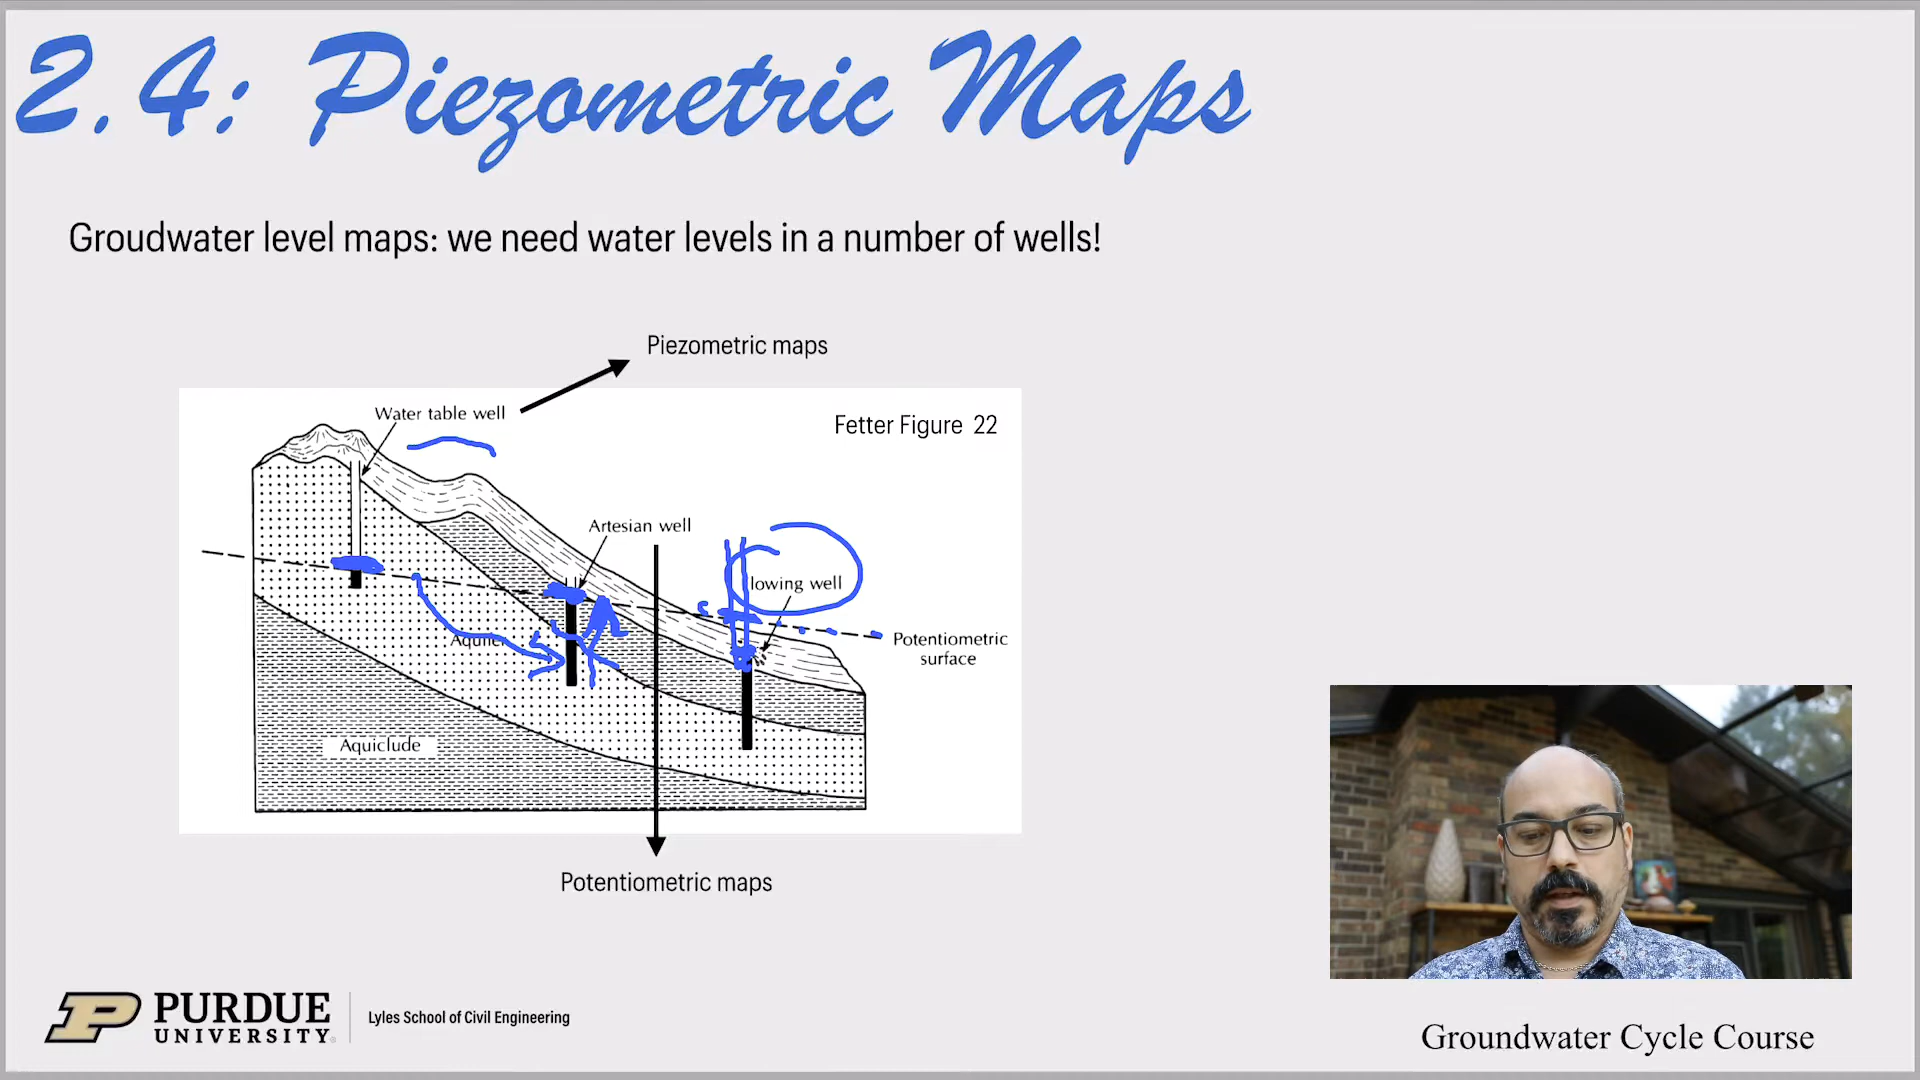 2.4: Piezometric Maps
Groudwater level maps: we need water levels in a number of wells!
Piezometric maps
Water table well
Fetter Figure 22
Artesian well
lowing well
Potentiometric
surface
Aquifer
Aquiclude
Potentiometric maps
PURDUE
UNIVERSITY
Lyles School of Civil Engineering
Groundwater Cycle Course